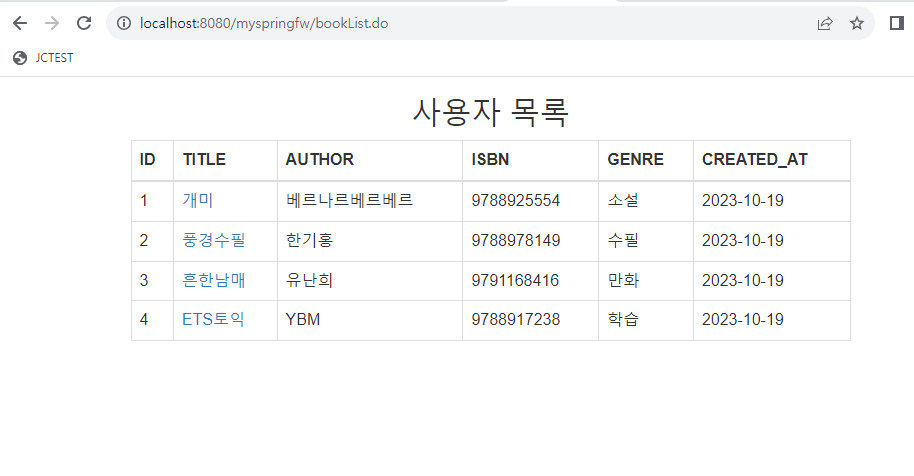 localhost:8080/myspringfw/bookList.do
JCTEST
사용자 목록
ID TITLE AUTHOR ISBN GENRE CREATED_AT
1 개미 베르나르베르베르 9788925554 소설 2023-10-19
2 풍경수필 한기홍 9788978149 수필 2023-10-19
3 흔한남매 유난희 9791168416 만화 2023-10-19
4 ETS토익 YBM 9788917238 학습 2023-10-19